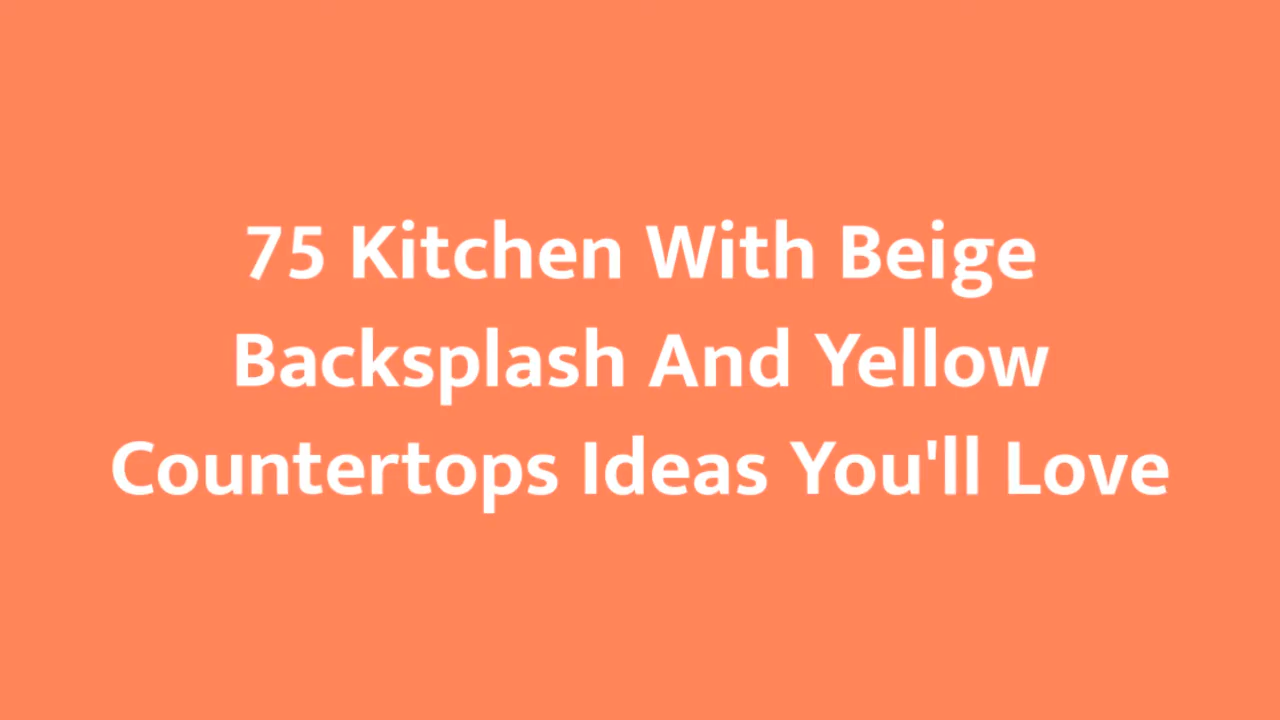 75 Kitchen With Beige
Backsplash And Yellow
Countertops Ideas You'll Love